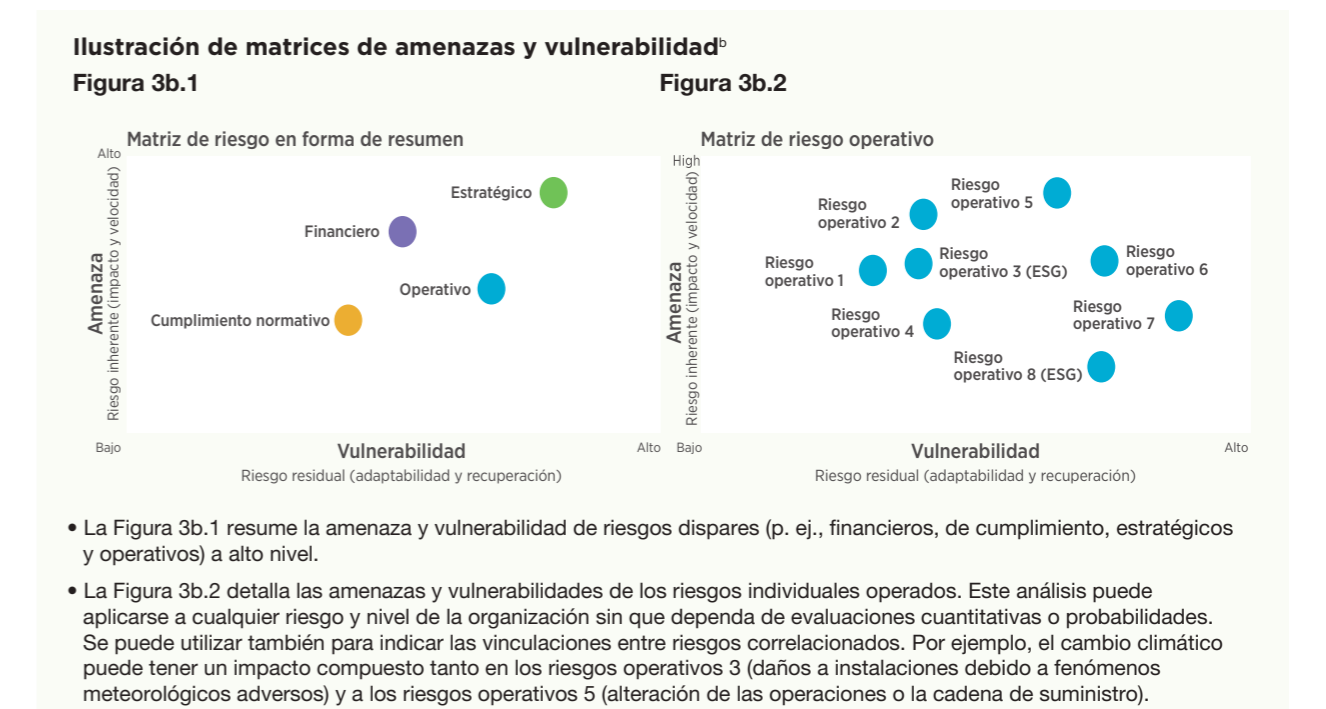 Ilustración de matrices de amenazas y vulnerabilidadᵇ
Figura 3b.1
Matriz de riesgo en forma de resumen
Alto
Amenaza
Riesgo inherente (impacto y velocidad)
Estratégico
Financiero
Operativo
Cumplimiento normativo
Bajo
Vulnerabilidad
Alto
Riesgo residual (adaptabilidad y recuperación)
Figura 3b.2
Matriz de riesgo operativo
High
Amenaza
Riesgo inherente (impacto y velocidad)
Riesgo
operativo 5
Riesgo
operativo 2
Riesgo
operativo 3 (ESG)
Riesgo
operativo 6
Riesgo
operativo 1
Riesgo
operativo 7
Riesgo
operativo 4
Riesgo
operativo 8 (ESG)
Bajo
Vulnerabilidad
Alto
Riesgo residual (adaptabilidad y recuperación)
• La Figura 3b.1 resume la amenaza y vulnerabilidad de riesgos dispares (p. ej., financieros, de cumplimiento, estratégicos
y operativos) a alto nivel.
• La Figura 3b.2 detalla las amenazas y vulnerabilidades de los riesgos individuales operados. Este análisis puede
aplicarse a cualquier riesgo y nivel de la organización sin que dependa de evaluaciones cuantitativas o probabilidades.
Se puede utilizar también para indicar las vinculaciones entre riesgos correlacionados. Por ejemplo, el cambio climático
puede tener un impacto compuesto tanto en los riesgos operativos 3 (daños a instalaciones debido a fenómenos
meteorológicos adversos) y a los riesgos operativos 5 (alteración de las operaciones o la cadena de suministro).